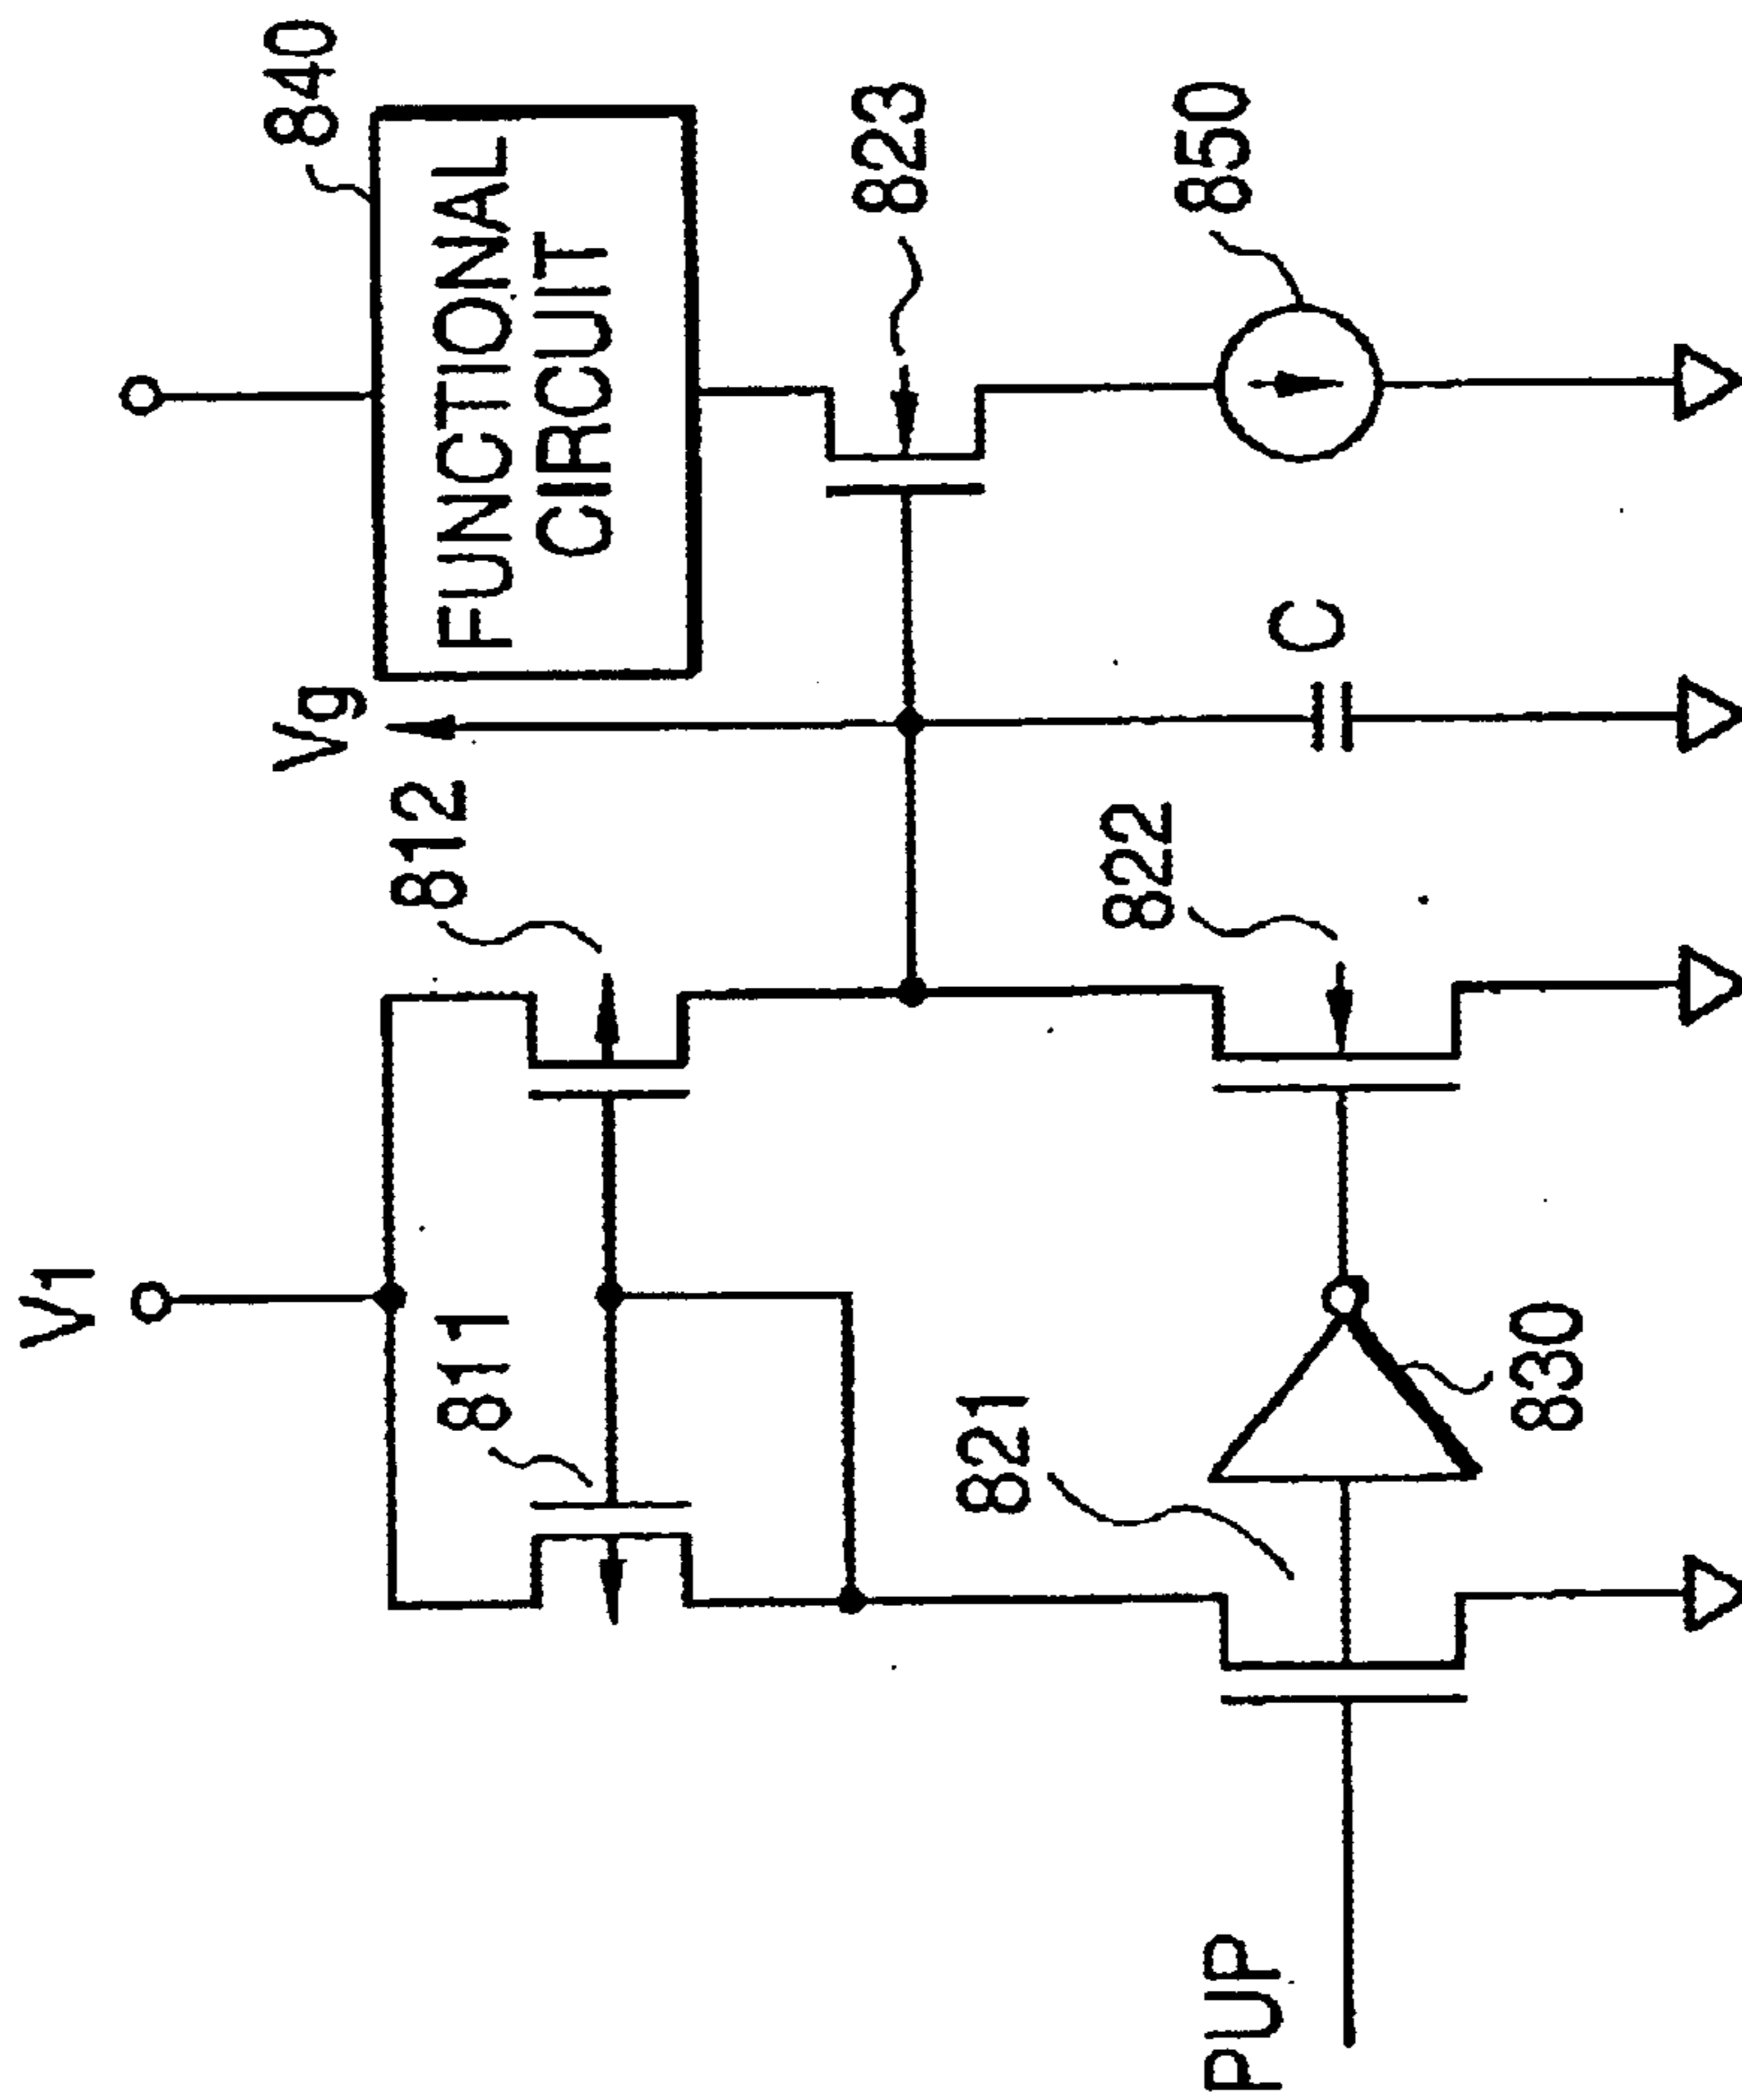 V1
811
812
Vg
840
FUNCTIONAL
CIRCUIT
821
822
823
PUP
830
C
850